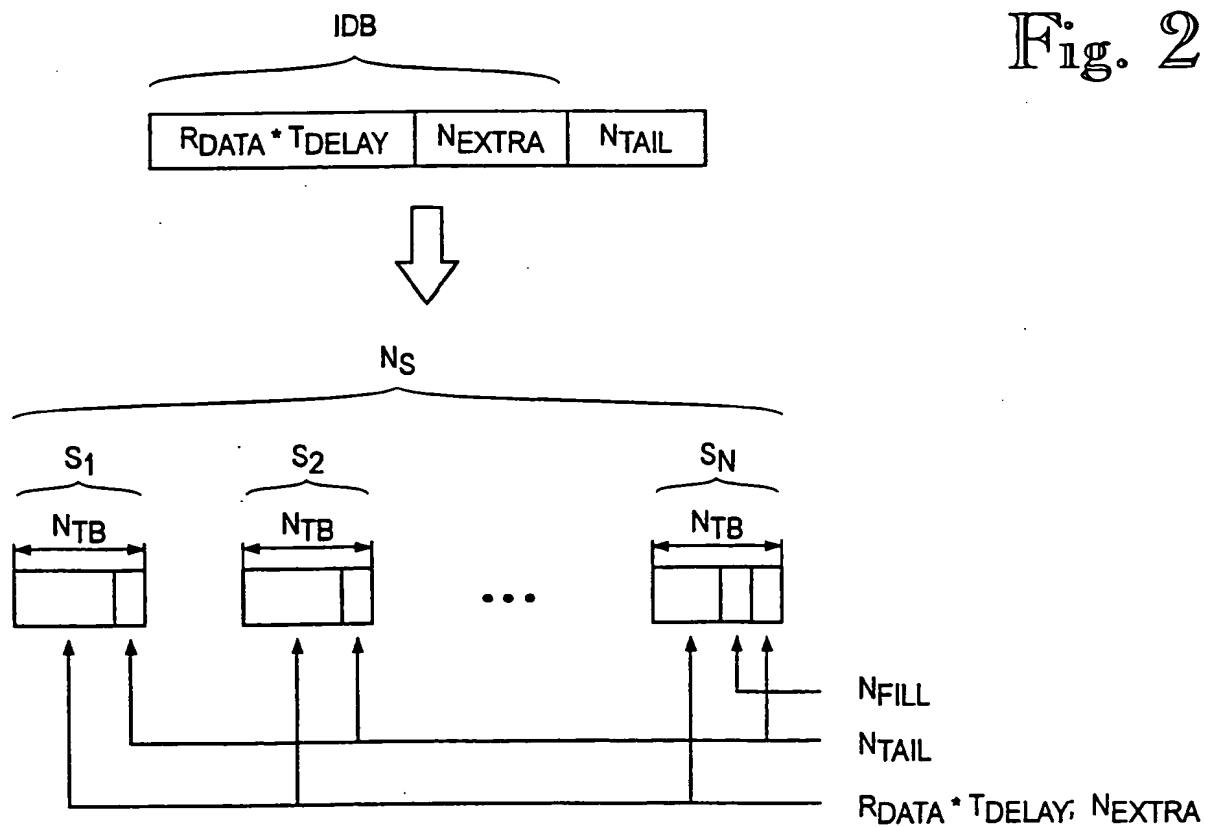 Fig. 2
IDB
RDATA * TDELAY NEXTRA NTAIL
NS
S1 S2 SN
NTB NTB NTB
NFILL
NTAIL
RDATA * TDELAY; NEXTRA